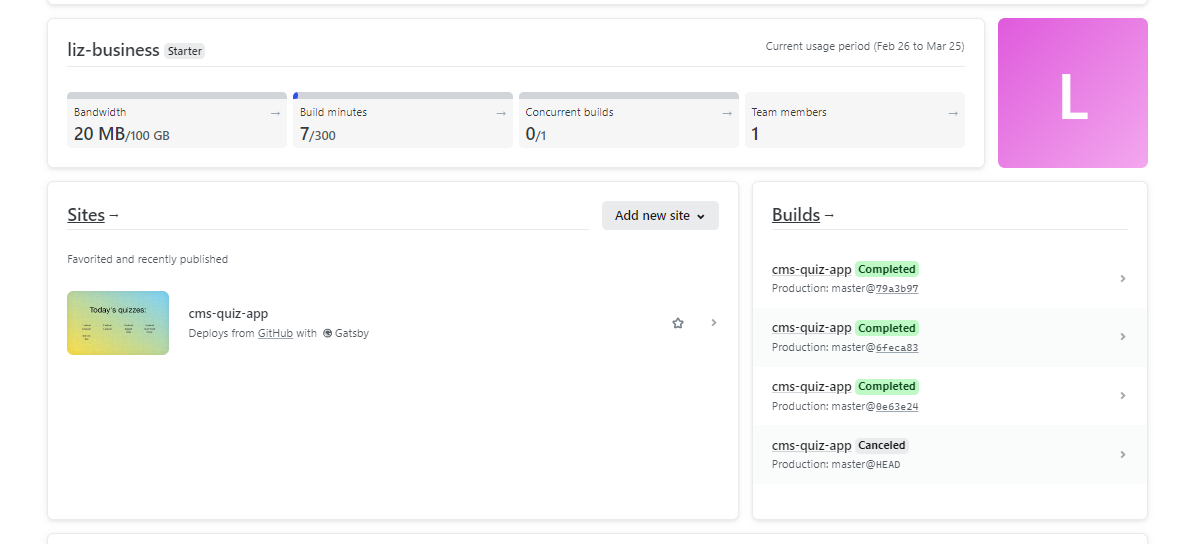 liz-business Starter
Current usage period (Feb 26 to Mar 25)
L
Bandwidth →
20 MB/100 GB
Build minutes →
7/300
Concurrent builds →
0/1
Team members →
1
Sites →
Add new site
Favorited and recently published
Today's quizzes:
cms-quiz-app
Deploys from GitHub with Gatsby
Builds →
cms-quiz-app Completed
Production: master@79a3b97
cms-quiz-app Completed
Production: master@6feca83
cms-quiz-app Completed
Production: master@0e63e24
cms-quiz-app Canceled
Production: master@HEAD